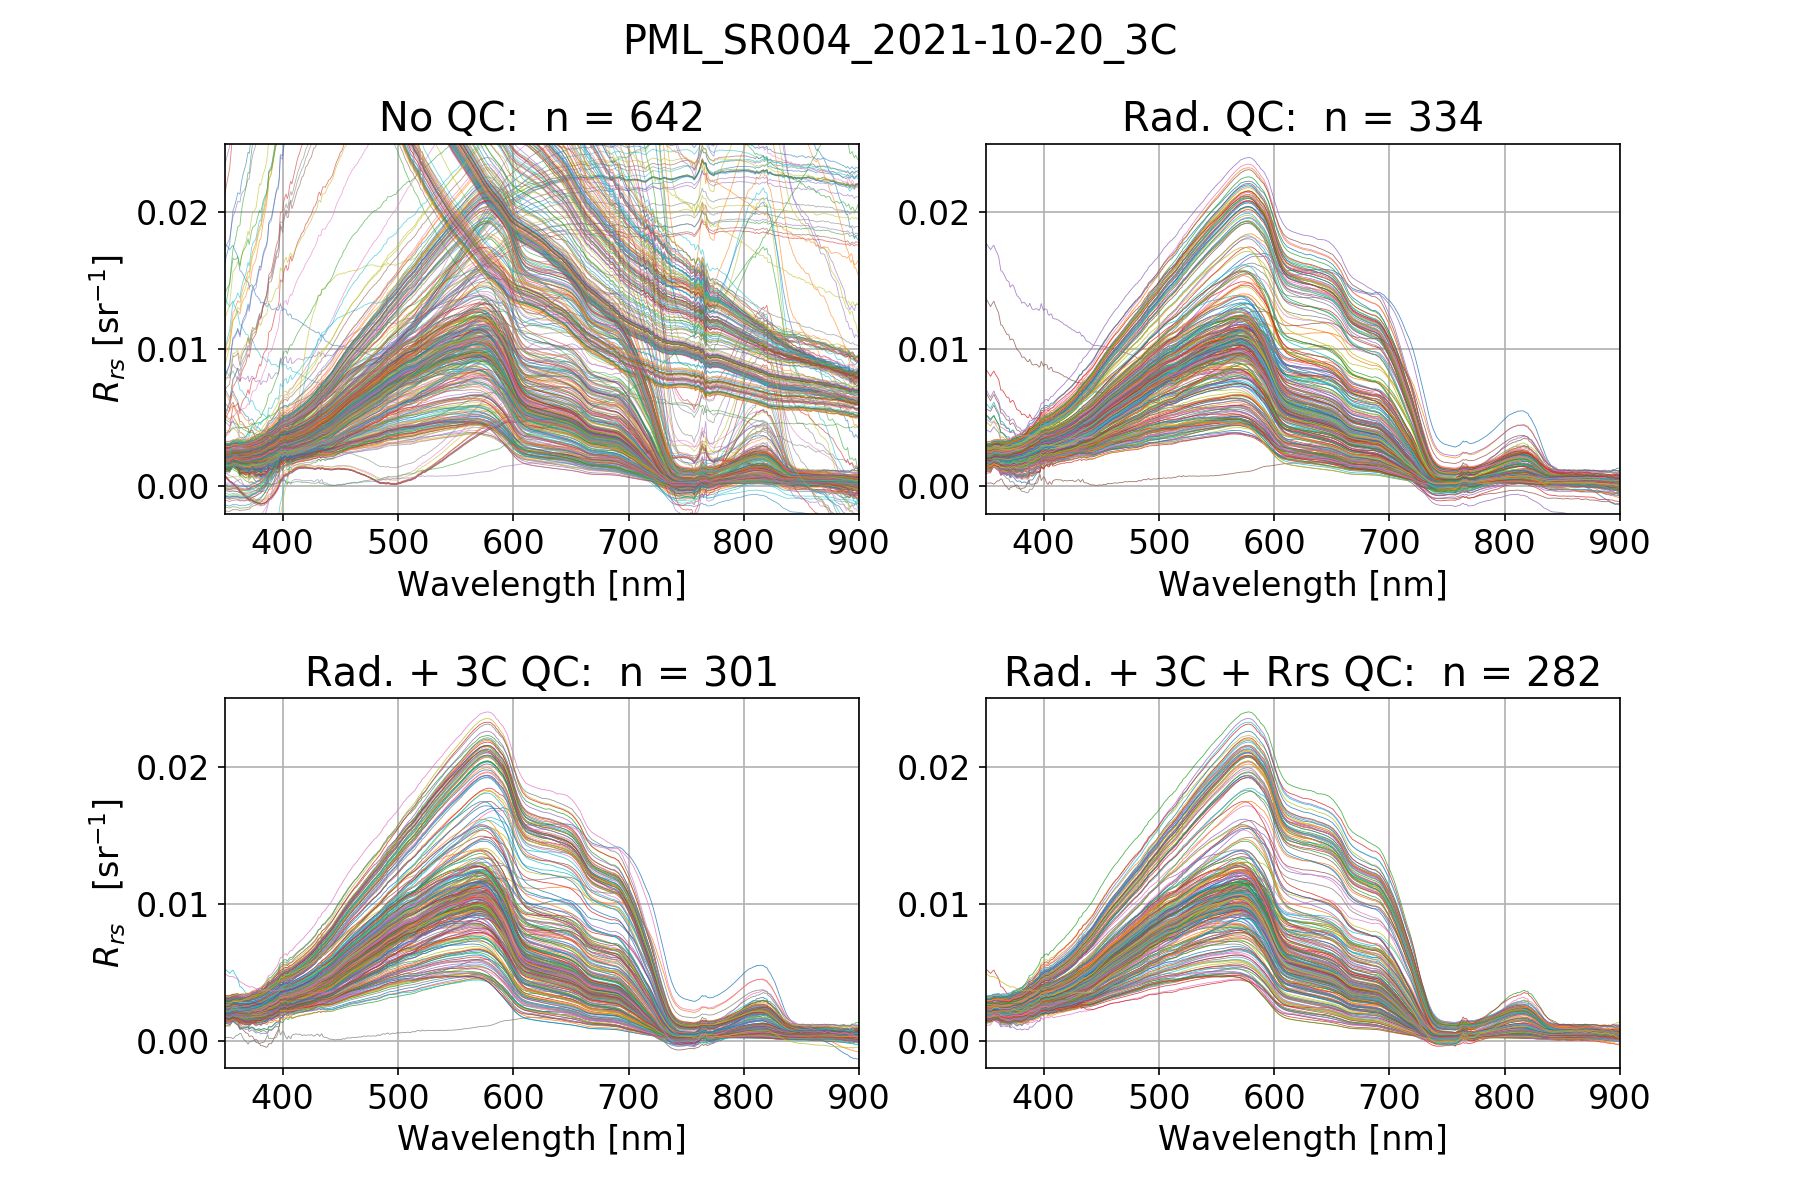 PML_SR004_2021-10-20_3C
No QC:  n = 642
Rad. QC:  n = 334
0.02
0.01
0.00
R_rs [sr⁻¹]
400 500 600 700 800 900
Wavelength [nm]
0.02
0.01
0.00
400 500 600 700 800 900
Wavelength [nm]
Rad. + 3C QC:  n = 301
Rad. + 3C + Rrs QC:  n = 282
0.02
0.01
0.00
R_rs [sr⁻¹]
400 500 600 700 800 900
Wavelength [nm]
0.02
0.01
0.00
400 500 600 700 800 900
Wavelength [nm]